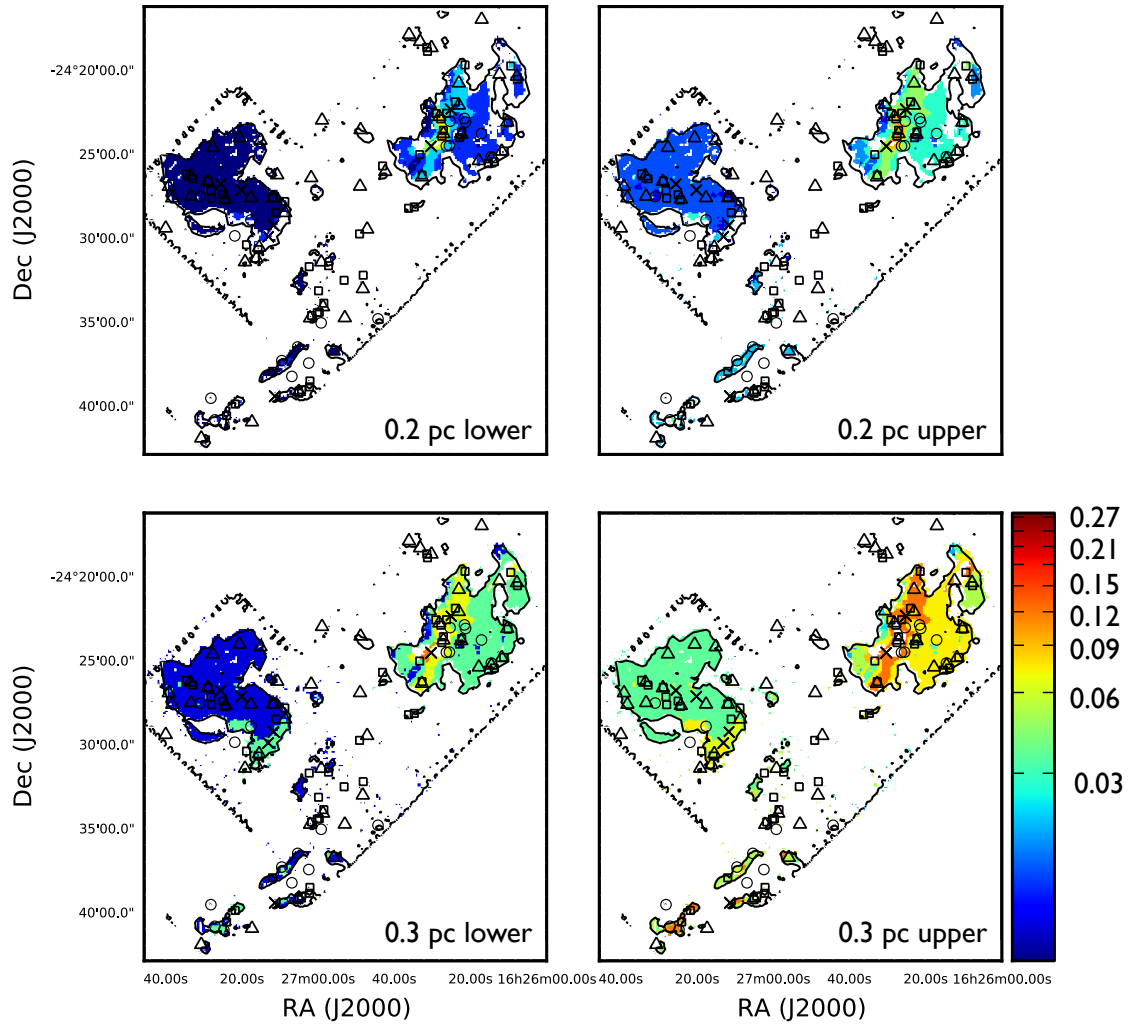 -24°20'00.0"
25'00.0"
30'00.0"
35'00.0"
40'00.0"
Dec (J2000)
0.2 pc lower
0.2 pc upper
-24°20'00.0"
25'00.0"
30'00.0"
35'00.0"
40'00.0"
Dec (J2000)
0.3 pc lower
0.3 pc upper
0.27
0.21
0.15
0.12
0.09
0.06
0.03
40.00s 20.00s 27m00.00s 40.00s 20.00s 16h26m00.00s
RA (J2000)
40.00s 20.00s 27m00.00s 40.00s 20.00s 16h26m00.00s
RA (J2000)